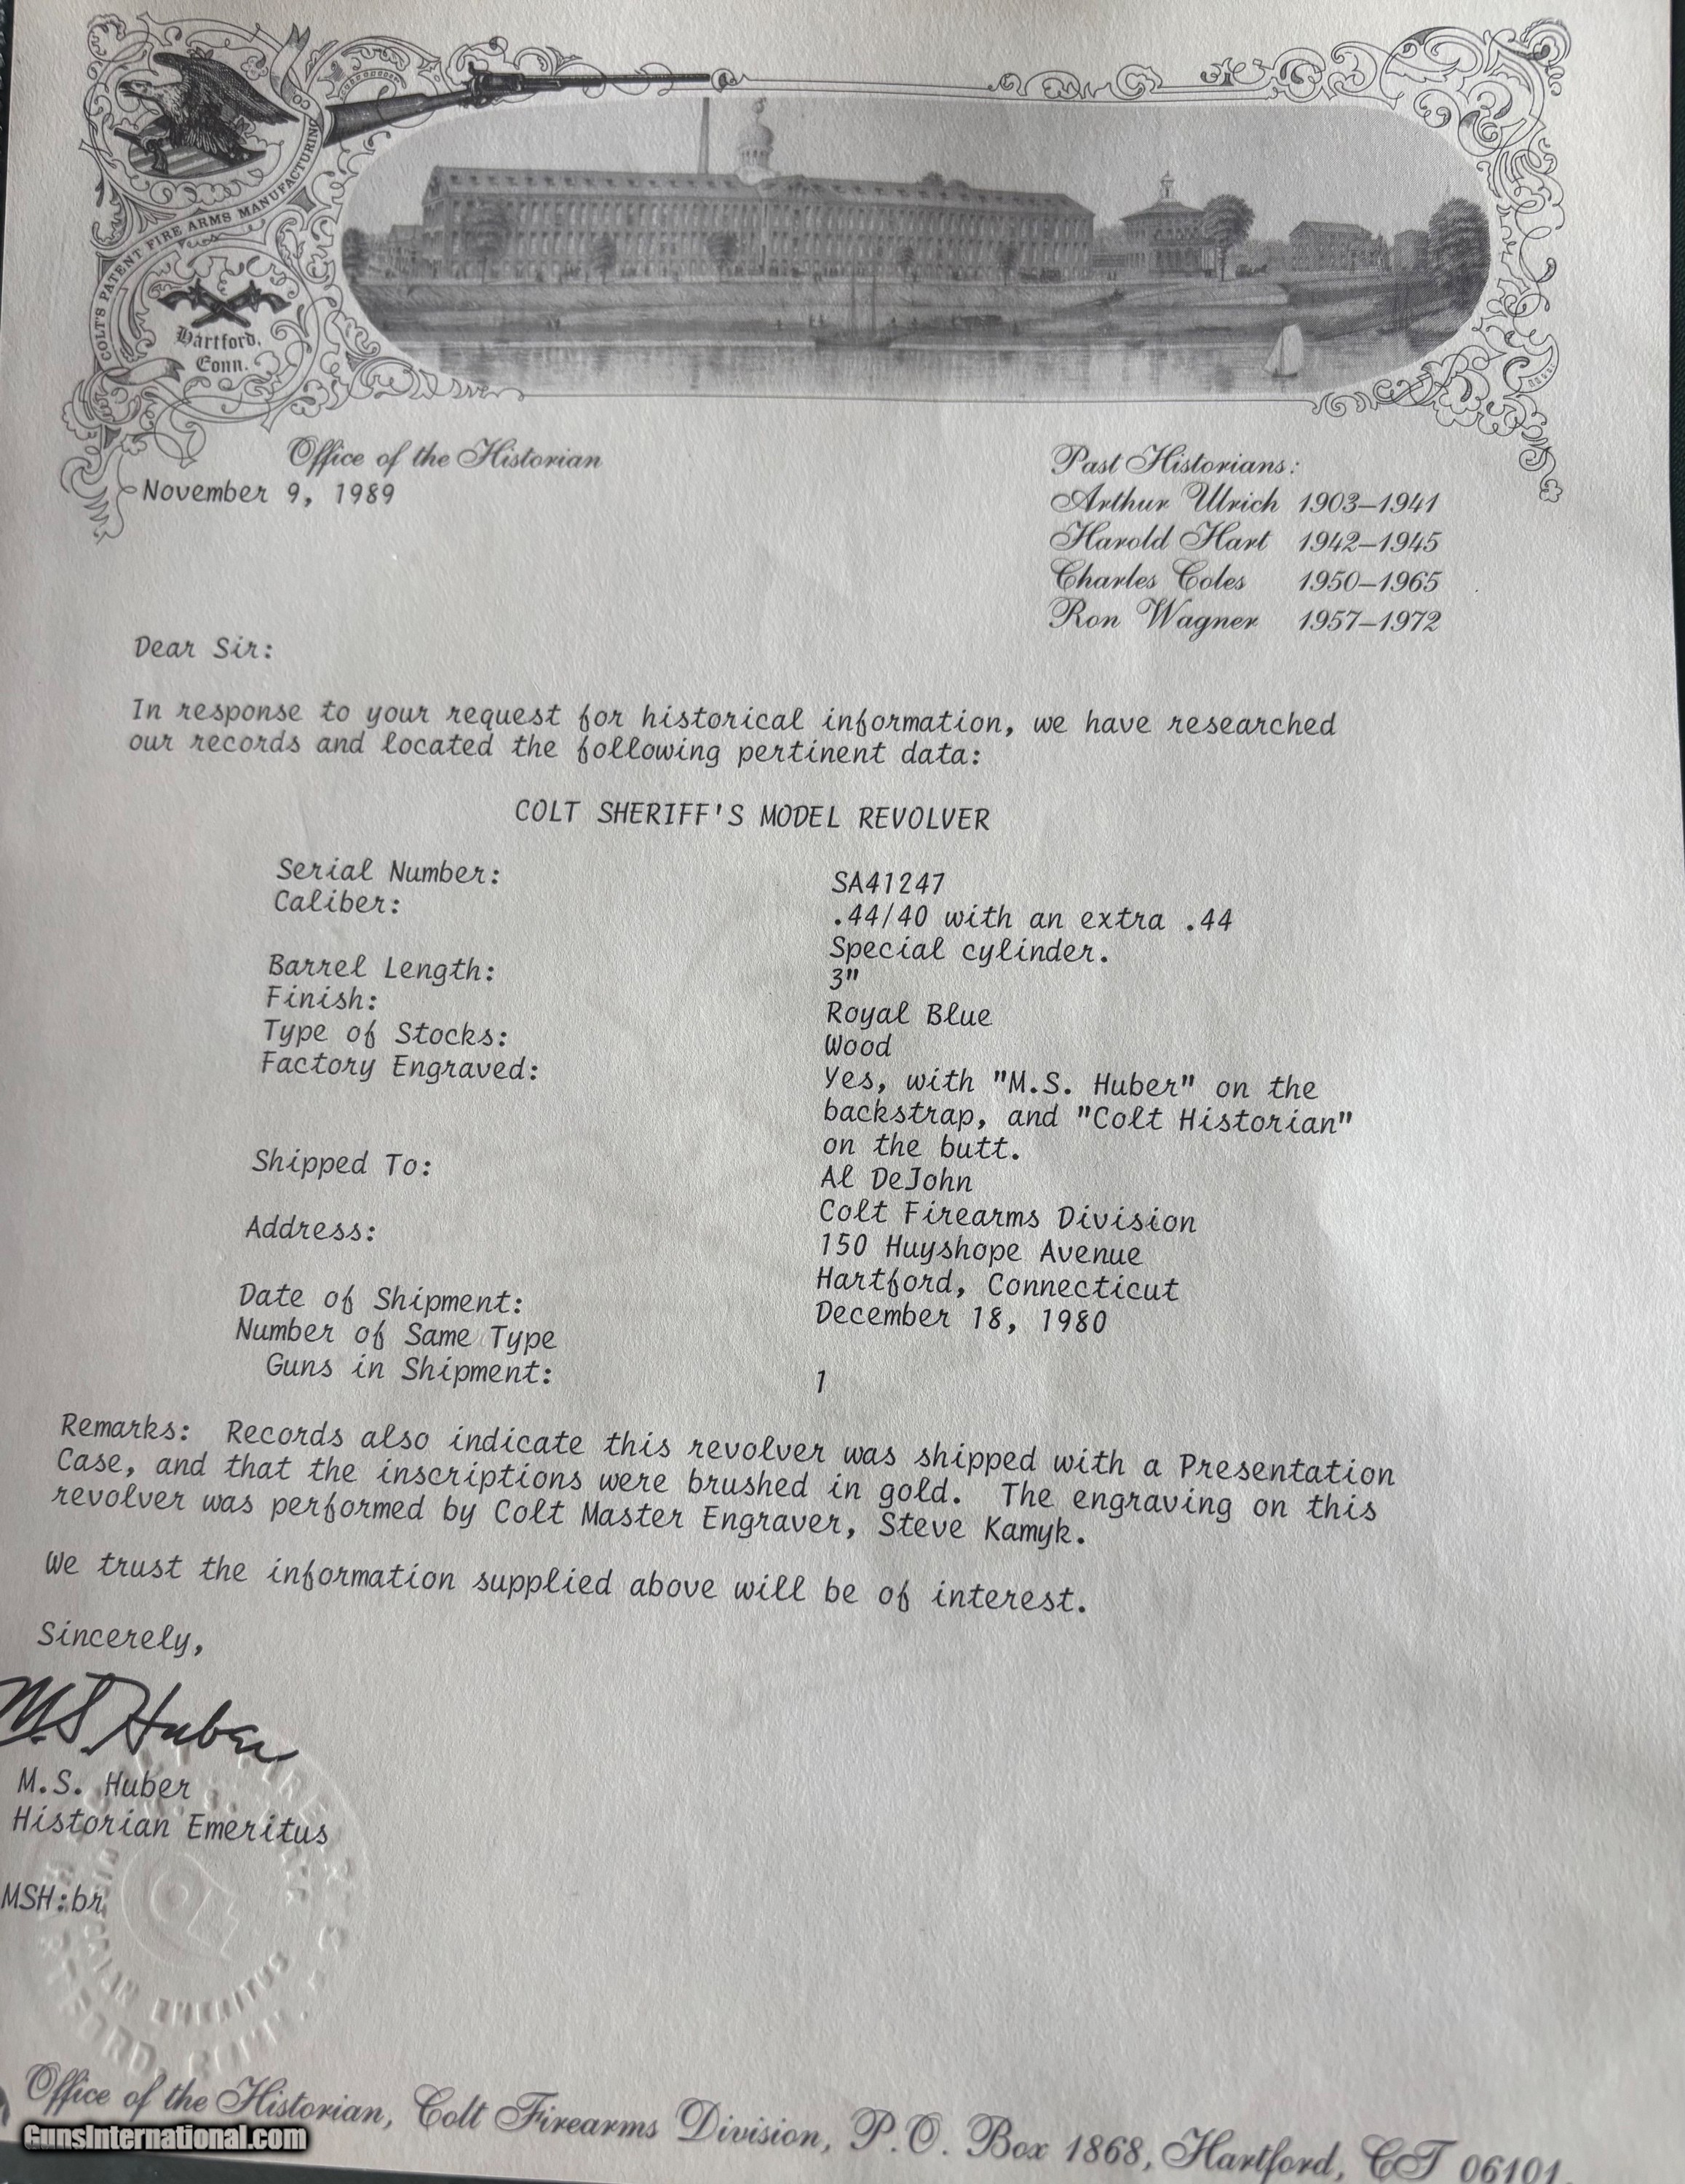 COLT'S PATENT FIRE ARMS MANUFACTURING
Hartford,
Conn.
Office of the Historian
November 9, 1989
Past Historians:
Arthur Ulrich 1903–1941
Harold Hart 1942–1945
Charles Coles 1950–1965
Ron Wagner 1957–1972
Dear Sir:
In response to your request for historical information, we have researched
our records and located the following pertinent data:
COLT SHERIFF'S MODEL REVOLVER
Serial Number: SA41247
Caliber: .44/40 with an extra .44
Special cylinder.
Barrel Length: 3"
Finish: Royal Blue
Type of Stocks: Wood
Factory Engraved: Yes, with "M.S. Huber" on the
backstrap, and "Colt Historian"
on the butt.
Shipped To: Al DeJohn
Colt Firearms Division
Address: 150 Huyshope Avenue
Hartford, Connecticut
Date of Shipment: December 18, 1980
Number of Same Type
Guns in Shipment: 1
Remarks: Records also indicate this revolver was shipped with a Presentation
Case, and that the inscriptions were brushed in gold. The engraving on this
revolver was performed by Colt Master Engraver, Steve Kamyk.
We trust the information supplied above will be of interest.
Sincerely,
M.S. Huber
M.S. Huber
Historian Emeritus
MSH:br
Office of the Historian, Colt Firearms Division, P.O. Box 1868, Hartford, CT 06101
GunsInternational.com